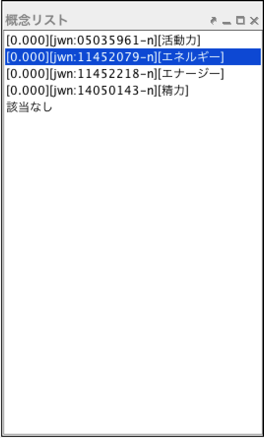 概念リスト
[0.000][jwn:05035961-n][活動力]
[0.000][jwn:11452079-n][エネルギー]
[0.000][jwn:11452218-n][エナージー]
[0.000][jwn:14050143-n][精力]
該当なし